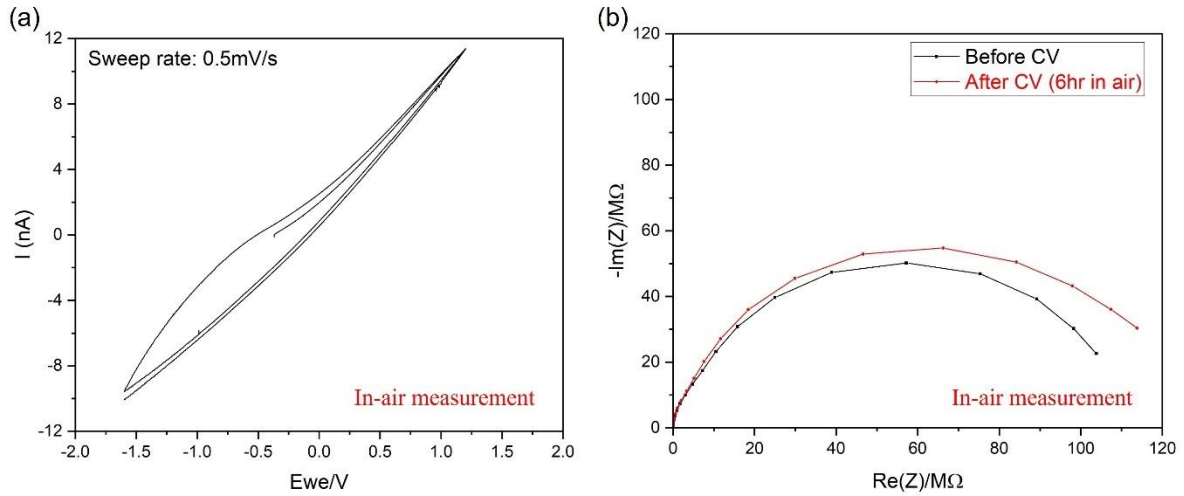 (a)
12
8
4
0
-4
-8
-12
I (nA)
Sweep rate: 0.5mV/s
In-air measurement
-2.0 -1.5 -1.0 -0.5 0.0 0.5 1.0 1.5 2.0
Ewe/V
(b)
120
100
80
60
40
20
0
-Im(Z)/MΩ
Before CV
After CV (6hr in air)
In-air measurement
0 20 40 60 80 100 120
Re(Z)/MΩ